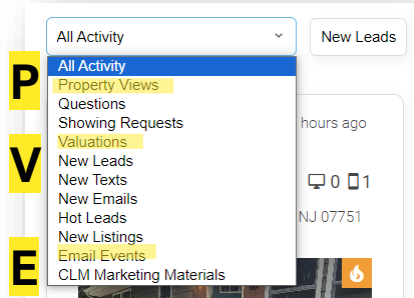 All Activity
New Leads
All Activity
P
Property Views
Questions
Showing Requests
hours ago
V
Valuations
New Leads
New Texts
0 1
New Emails
Hot Leads
NJ 07751
New Listings
E
Email Events
CLM Marketing Materials